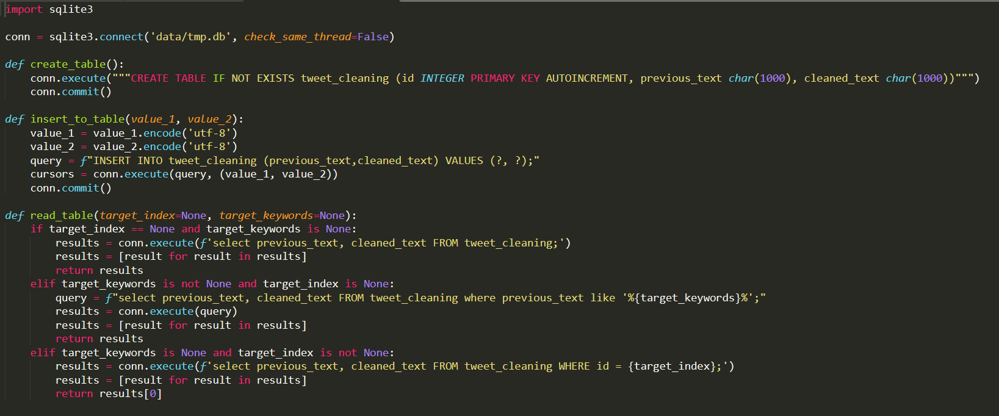 import sqlite3

conn = sqlite3.connect('data/tmp.db', check_same_thread=False)

def create_table():
    conn.execute("""CREATE TABLE IF NOT EXISTS tweet_cleaning (id INTEGER PRIMARY KEY AUTOINCREMENT, previous_text char(1000), cleaned_text char(1000))""")
    conn.commit()

def insert_to_table(value_1, value_2):
    value_1 = value_1.encode('utf-8')
    value_2 = value_2.encode('utf-8')
    query = f"INSERT INTO tweet_cleaning (previous_text,cleaned_text) VALUES (?, ?);"
    cursors = conn.execute(query, (value_1, value_2))
    conn.commit()

def read_table(target_index=None, target_keywords=None):
    if target_index == None and target_keywords is None:
        results = conn.execute(f'select previous_text, cleaned_text FROM tweet_cleaning;')
        results = [result for result in results]
        return results
    elif target_keywords is not None and target_index is None:
        query = f"select previous_text, cleaned_text FROM tweet_cleaning where previous_text like '%{target_keywords}%';"
        results = conn.execute(query)
        results = [result for result in results]
        return results
    elif target_keywords is None and target_index is not None:
        results = conn.execute(f'select previous_text, cleaned_text FROM tweet_cleaning WHERE id = {target_index};')
        results = [result for result in results]
        return results[0]